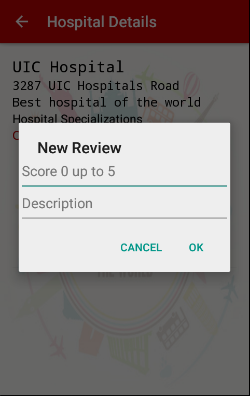 Hospital Details
UIC Hospital
3287 UIC Hospitals Road
Best hospital of the world
Hospital Specializations
New Review
Score 0 up to 5
Description
CANCEL
OK